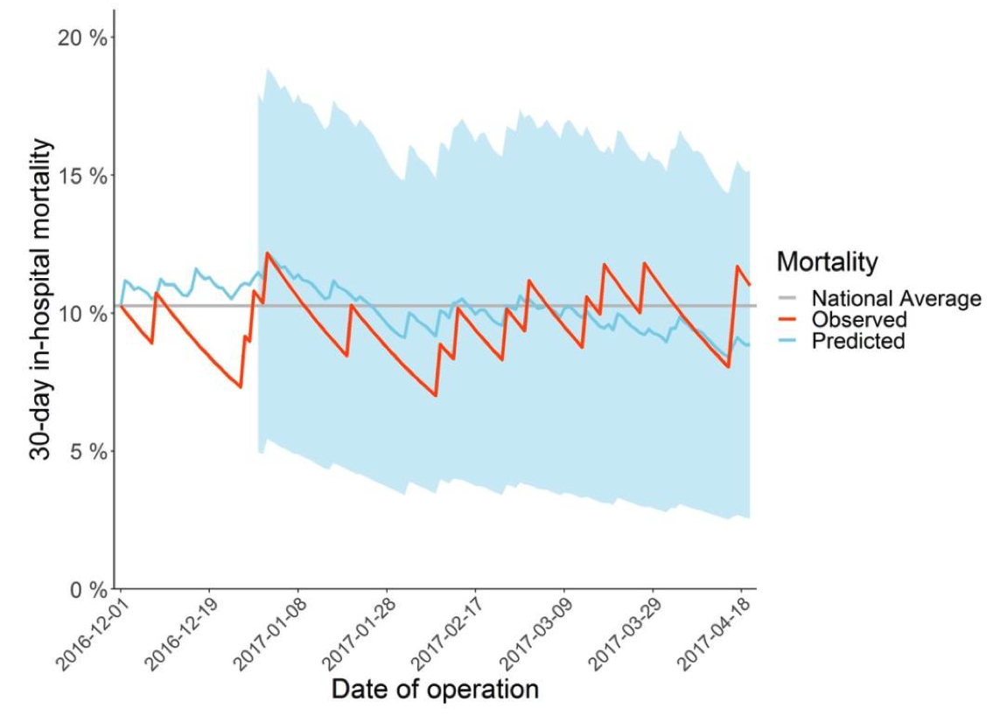 20 %
15 %
10 %
5 %
0 %
30-day in-hospital mortality
2016-12-01
2016-12-19
2017-01-08
2017-01-28
2017-02-17
2017-03-09
2017-03-29
2017-04-18
Date of operation
Mortality
National Average
Observed
Predicted